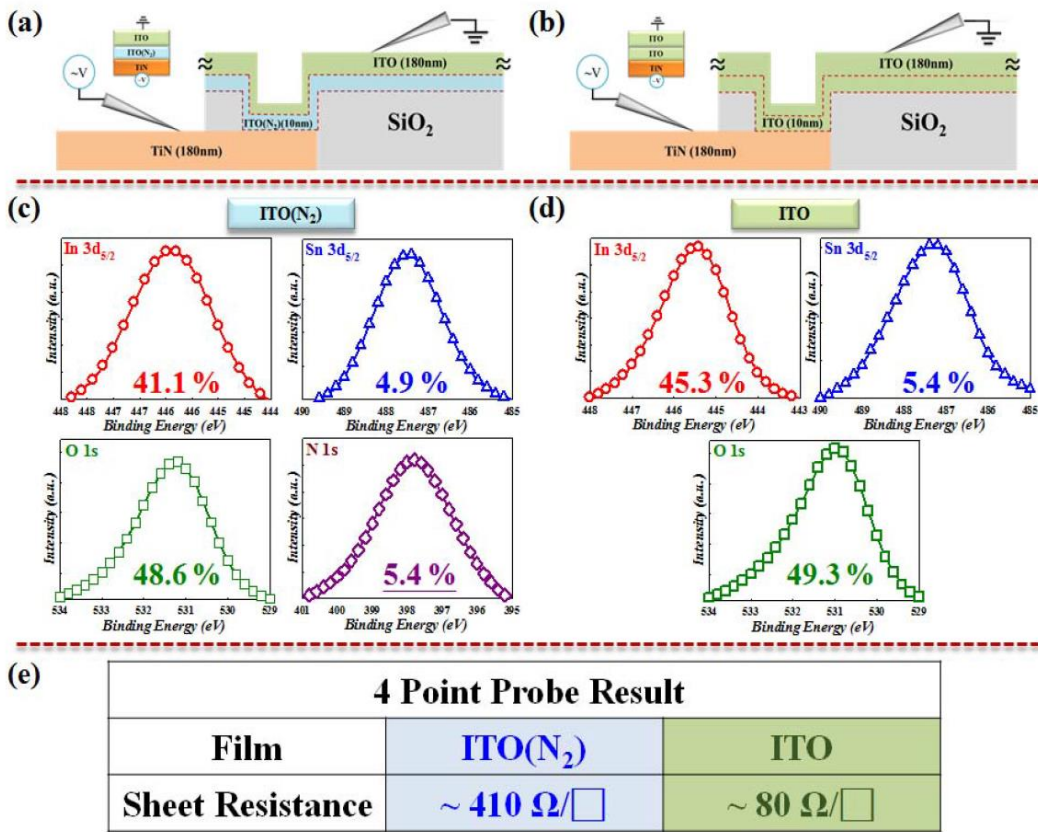 (a)
ITO
ITO(N₂)
TiN
~V
~V
ITO (180nm)
ITO(N₂)(10nm)
SiO₂
TiN (180nm)
(b)
ITO
ITO
TiN
~V
~V
ITO (180nm)
ITO (10nm)
SiO₂
TiN (180nm)
(c)
ITO(N₂)
In 3d5/2
Intensity (a.u.)
41.1 %
448 448 447 447 446 446 445 445 444
Binding Energy (eV)
Sn 3d5/2
Intensity (a.u.)
4.9 %
490 489 488 487 486 485
Binding Energy (eV)
O 1s
Intensity (a.u.)
48.6 %
534 533 532 531 530 529
Binding Energy (eV)
N 1s
Intensity (a.u.)
5.4 %
401 400 399 398 397 396 395
Binding Energy (eV)
(d)
ITO
In 3d5/2
Intensity (a.u.)
45.3 %
448 447 446 445 444 443
Binding Energy (eV)
Sn 3d5/2
Intensity (a.u.)
5.4 %
490 489 488 487 486 485
Binding Energy (eV)
O 1s
Intensity (a.u.)
49.3 %
534 533 532 531 530 529
Binding Energy (eV)
(e)
4 Point Probe Result
Film ITO(N₂) ITO
Sheet Resistance ~ 410 Ω/□ ~ 80 Ω/□